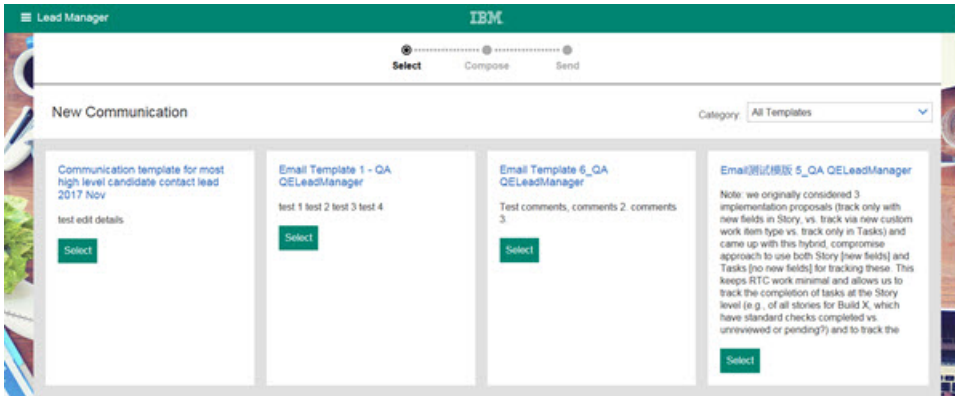 Lead Manager
IBM
Select
Compose
Send
New Communication
Category:
All Templates
Communication template for most
high level candidate contact lead
2017 Nov
test edit details
Select
Email Template 1 - QA
QELeadManager
test 1 test 2 test 3 test 4
Select
Email Template 6_QA
QELeadManager
Test comments, comments 2. comments
3.
Select
Email测试模版 5_QA QELeadManager
Note: we originally considered 3
implementation proposals (track only with
new fields in Story, vs. track via new custom
work item type vs. track only in Tasks) and
came up with this hybrid, compromise
approach to use both Story [new fields] and
Tasks [no new fields] for tracking these. This
keeps RTC work minimal and allows us to
track the completion of tasks at the Story
level (e.g., of all stories for Build X, which
have standard checks completed vs.
unreviewed or pending?) and to track the
Select